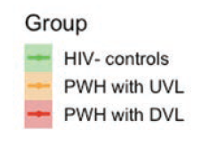 Group
HIV- controls
PWH with UVL
PWH with DVL